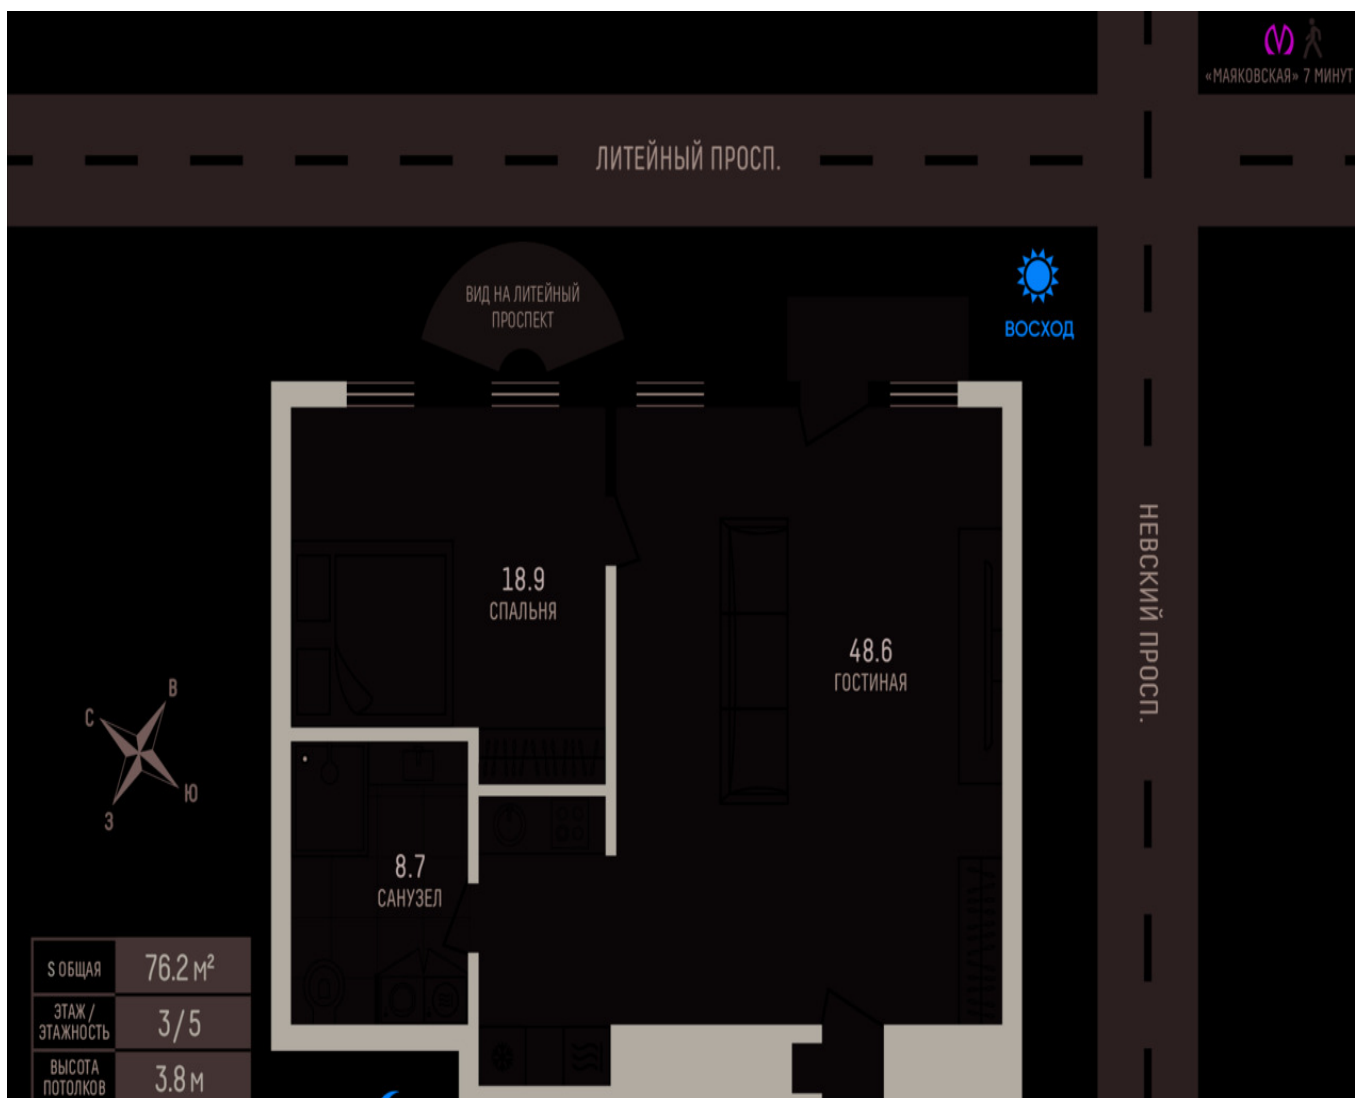 «МАЯКОВСКАЯ» 7 МИНУТ
ЛИТЕЙНЫЙ ПРОСП.
ВИД НА ЛИТЕЙНЫЙ
ПРОСПЕКТ
ВОСХОД
НЕВСКИЙ ПРОСП.
18.9
СПАЛЬНЯ
48.6
ГОСТИНАЯ
В
С
Ю
З
8.7
САНУЗЕЛ
S ОБЩАЯ 76.2 м²
ЭТАЖ /
ЭТАЖНОСТЬ 3/5
ВЫСОТА
ПОТОЛКОВ 3.8 м